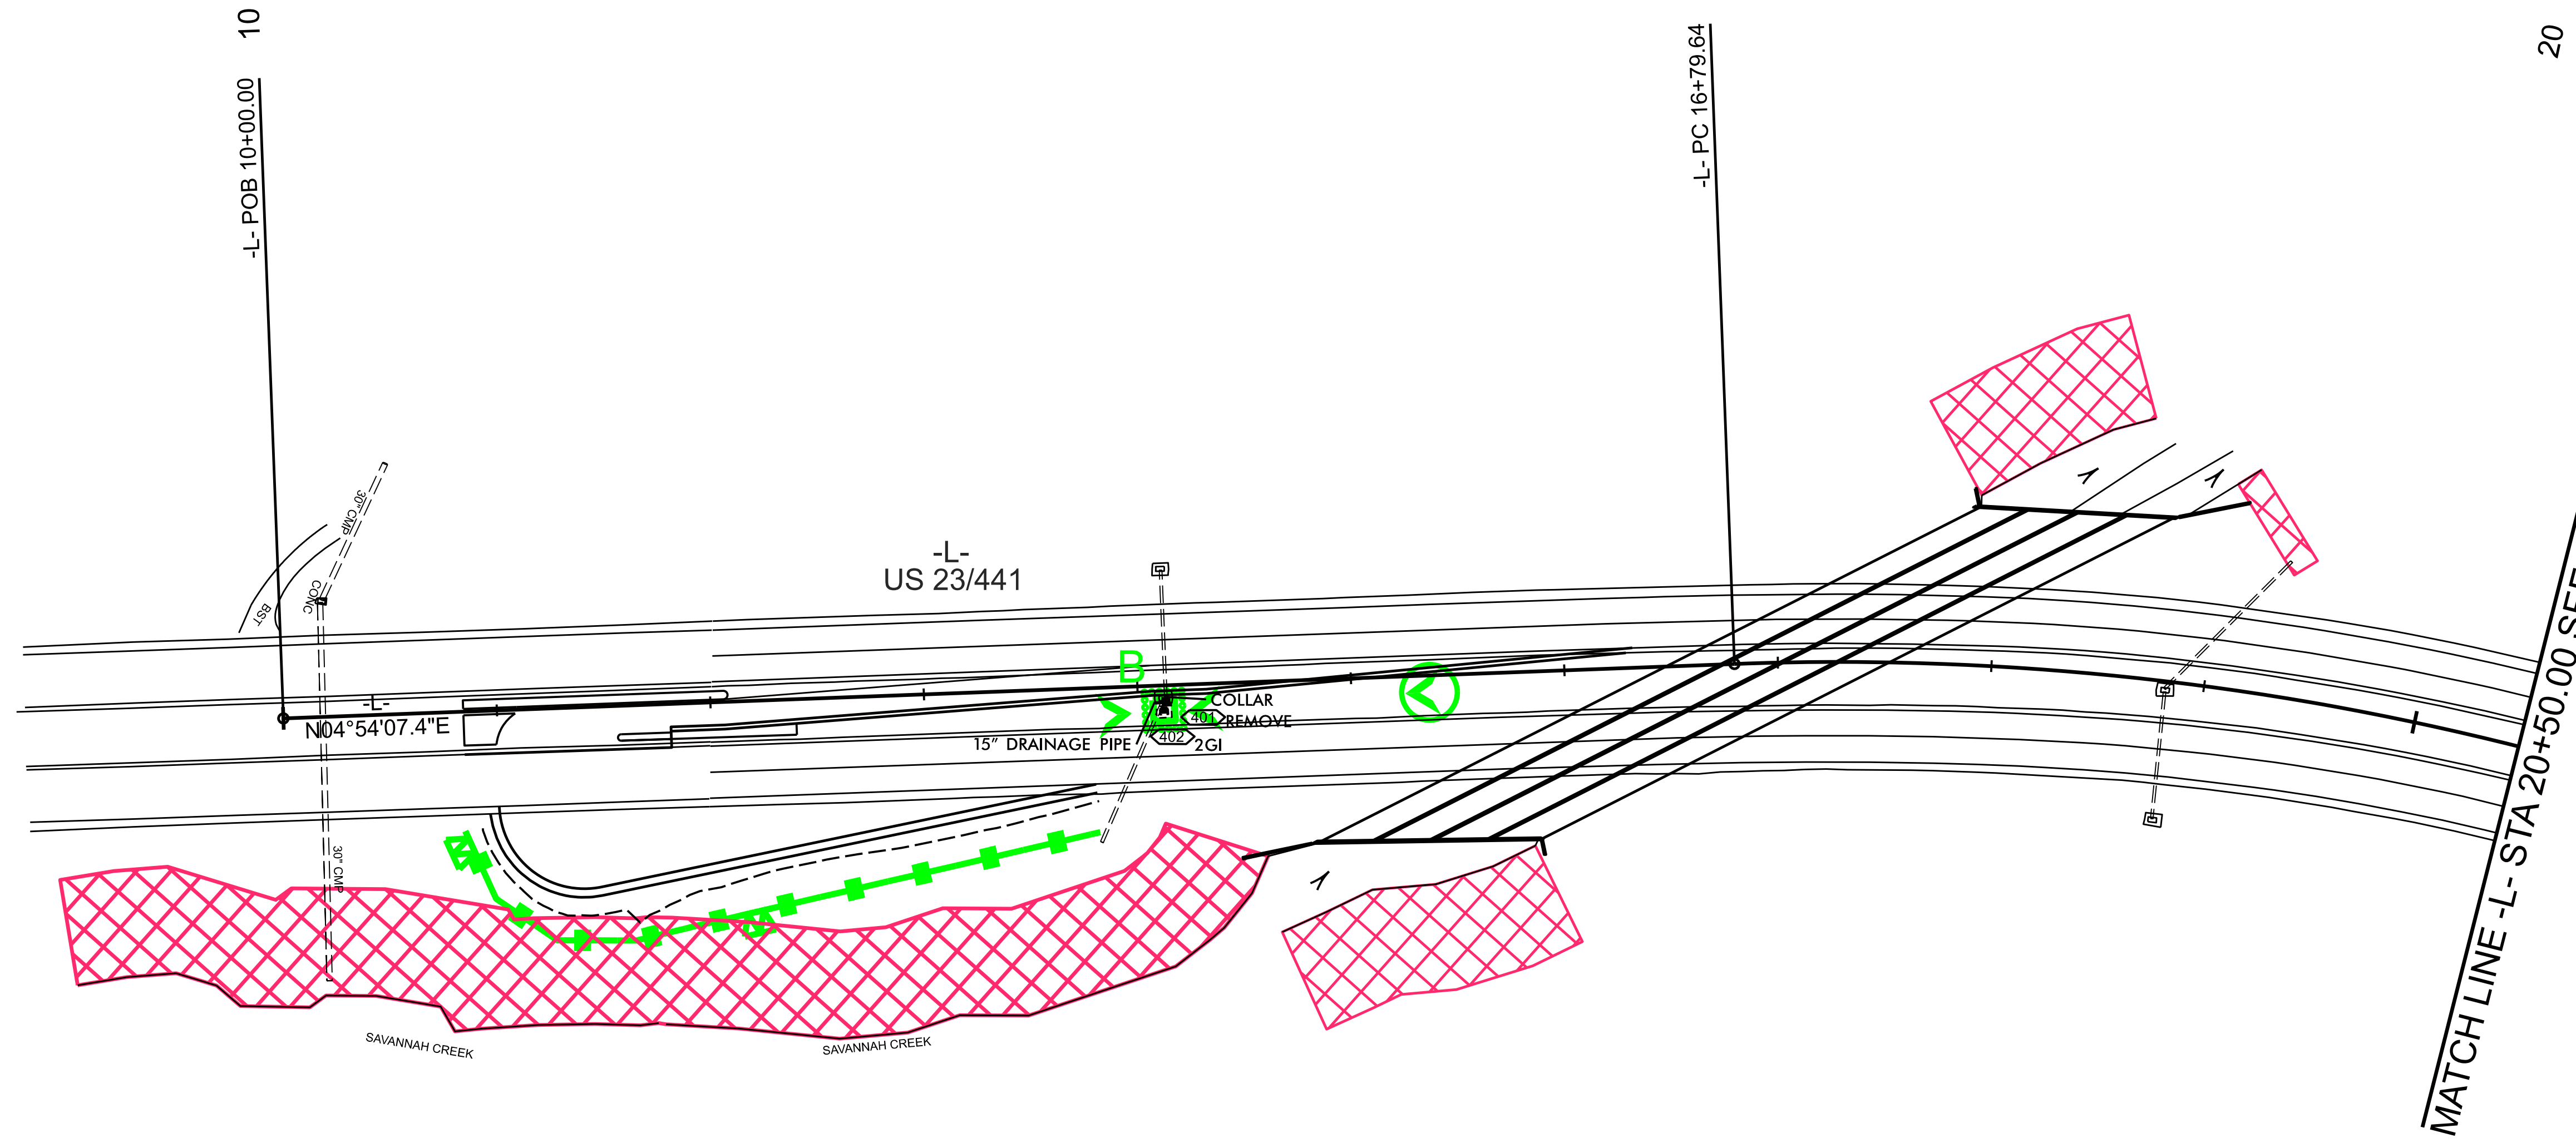 10
20
-L- POB 10+00.00
-L- PC 16+79.64
30" CMP
CONC
BST
-L-
US 23/441
B
-L-
N04°54'07.4"E
COLLAR
401
REMOVE
402
2GI
15" DRAINAGE PIPE
30" CMP
SAVANNAH CREEK
SAVANNAH CREEK
MATCH LINE -L- STA 20+50.00